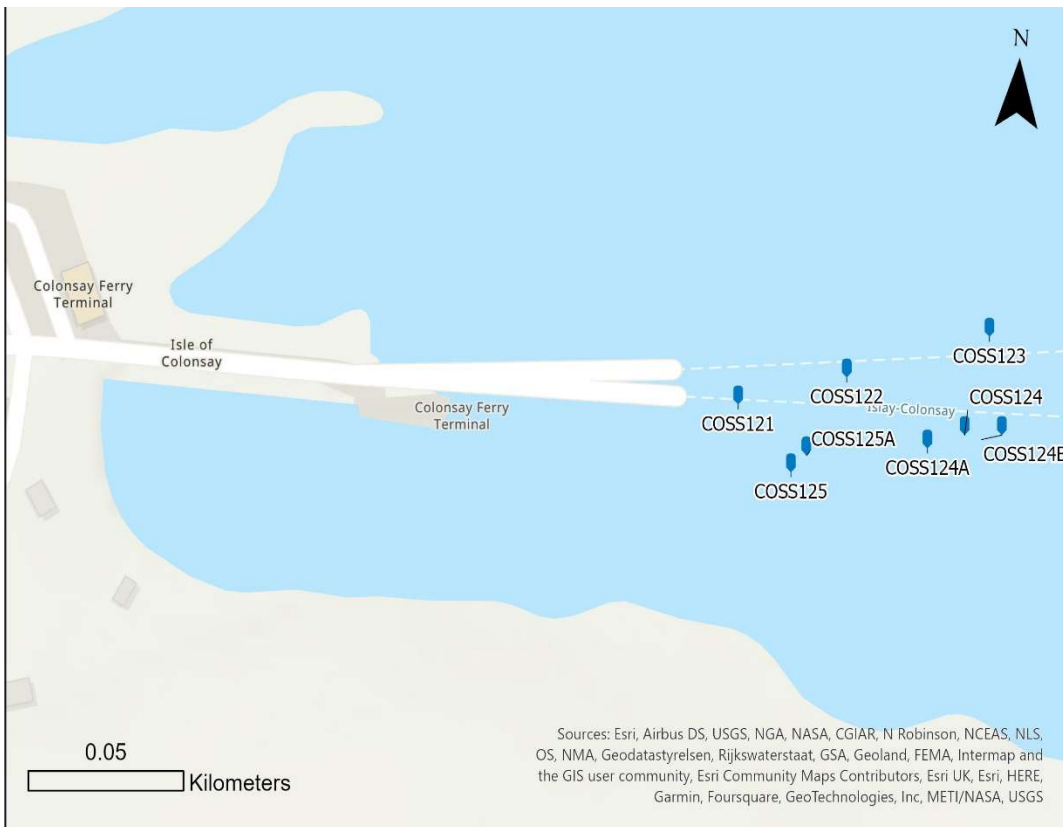 N
Colonsay Ferry
Terminal
Isle of
Colonsay
COSS123
COSS122
COSS124
Islay-Colonsay
Colonsay Ferry
Terminal
COSS121
COSS125A
COSS124A
COSS124B
COSS125
0.05
Kilometers
Sources: Esri, Airbus DS, USGS, NGA, NASA, CGIAR, N Robinson, NCEAS, NLS,
OS, NMA, Geodatastyrelsen, Rijkswaterstaat, GSA, Geoland, FEMA, Intermap and
the GIS user community, Esri Community Maps Contributors, Esri UK, Esri, HERE,
Garmin, Foursquare, GeoTechnologies, Inc, METI/NASA, USGS